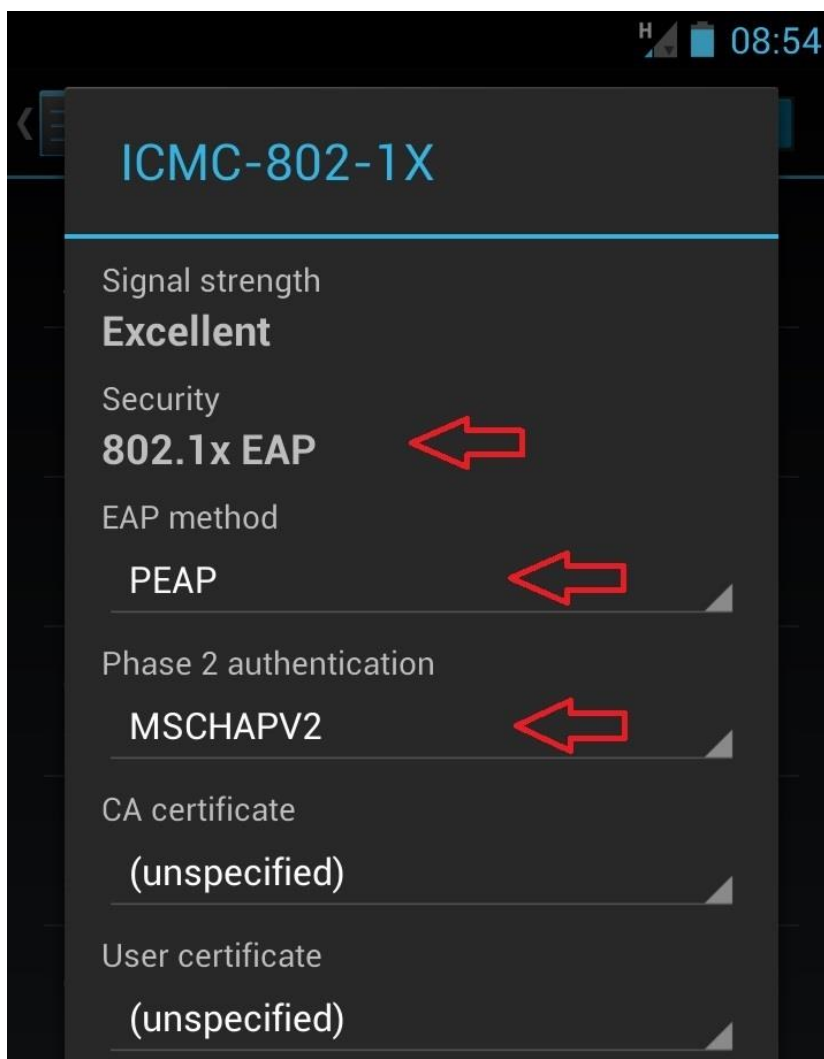 H
08:54
ICMC-802-1X
Signal strength
Excellent
Security
802.1x EAP
EAP method
PEAP
Phase 2 authentication
MSCHAPV2
CA certificate
(unspecified)
User certificate
(unspecified)